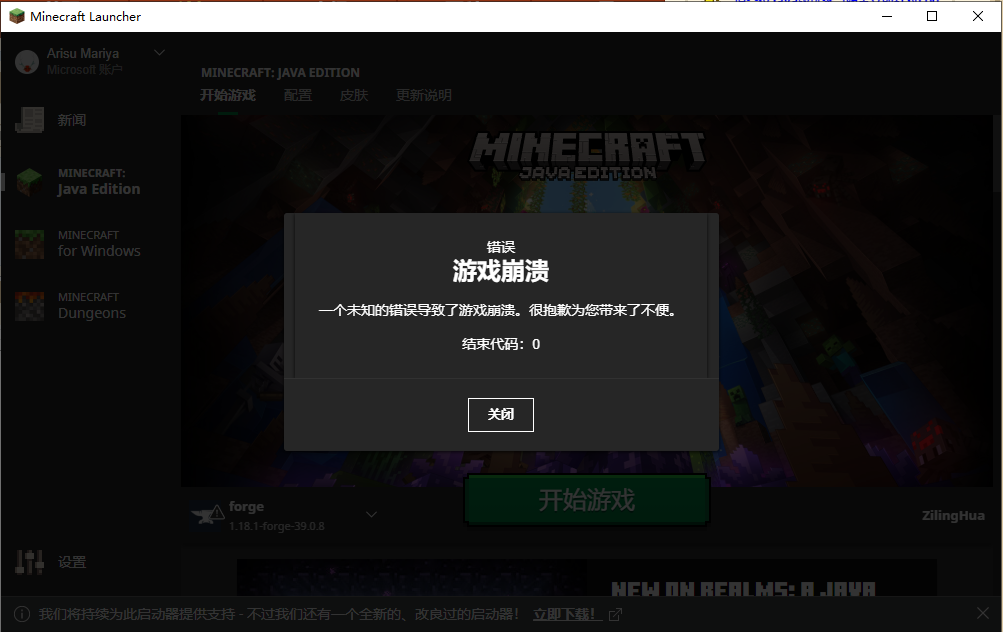 Minecraft Launcher
Arisu Mariya
Microsoft 账户
MINECRAFT: JAVA EDITION
开始游戏 配置 皮肤 更新说明
新闻
MINECRAFT
JAVA EDITION
MINECRAFT:
Java Edition
MINECRAFT
for Windows
MINECRAFT
Dungeons
错误
游戏崩溃
一个未知的错误导致了游戏崩溃。很抱歉为您带来了不便。
结束代码：0
关闭
forge
1.18.1-forge-39.0.8
开始游戏
ZilingHua
设置
NEW ON REALMS: A JAVA
我们将持续为此启动器提供支持 - 不过我们还有一个全新的、改良过的启动器！ 立即下载！